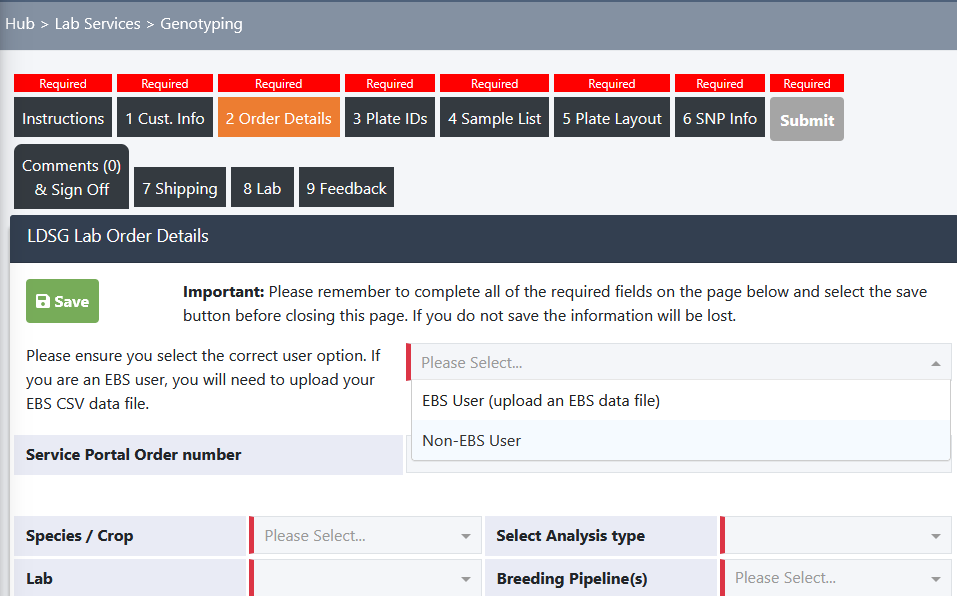 Hub > Lab Services > Genotyping
Required Required Required Required Required Required Required Required
Instructions 1 Cust. Info 2 Order Details 3 Plate IDs 4 Sample List 5 Plate Layout 6 SNP Info Submit
Comments (0)
& Sign Off 7 Shipping 8 Lab 9 Feedback
LDSG Lab Order Details
Save
Important: Please remember to complete all of the required fields on the page below and select the save
button before closing this page. If you do not save the information will be lost.
Please ensure you select the correct user option. If
you are an EBS user, you will need to upload your
EBS CSV data file.
Please Select...
EBS User (upload an EBS data file)
Non-EBS User
Service Portal Order number
Species / Crop Please Select... Select Analysis type
Lab Breeding Pipeline(s) Please Select...